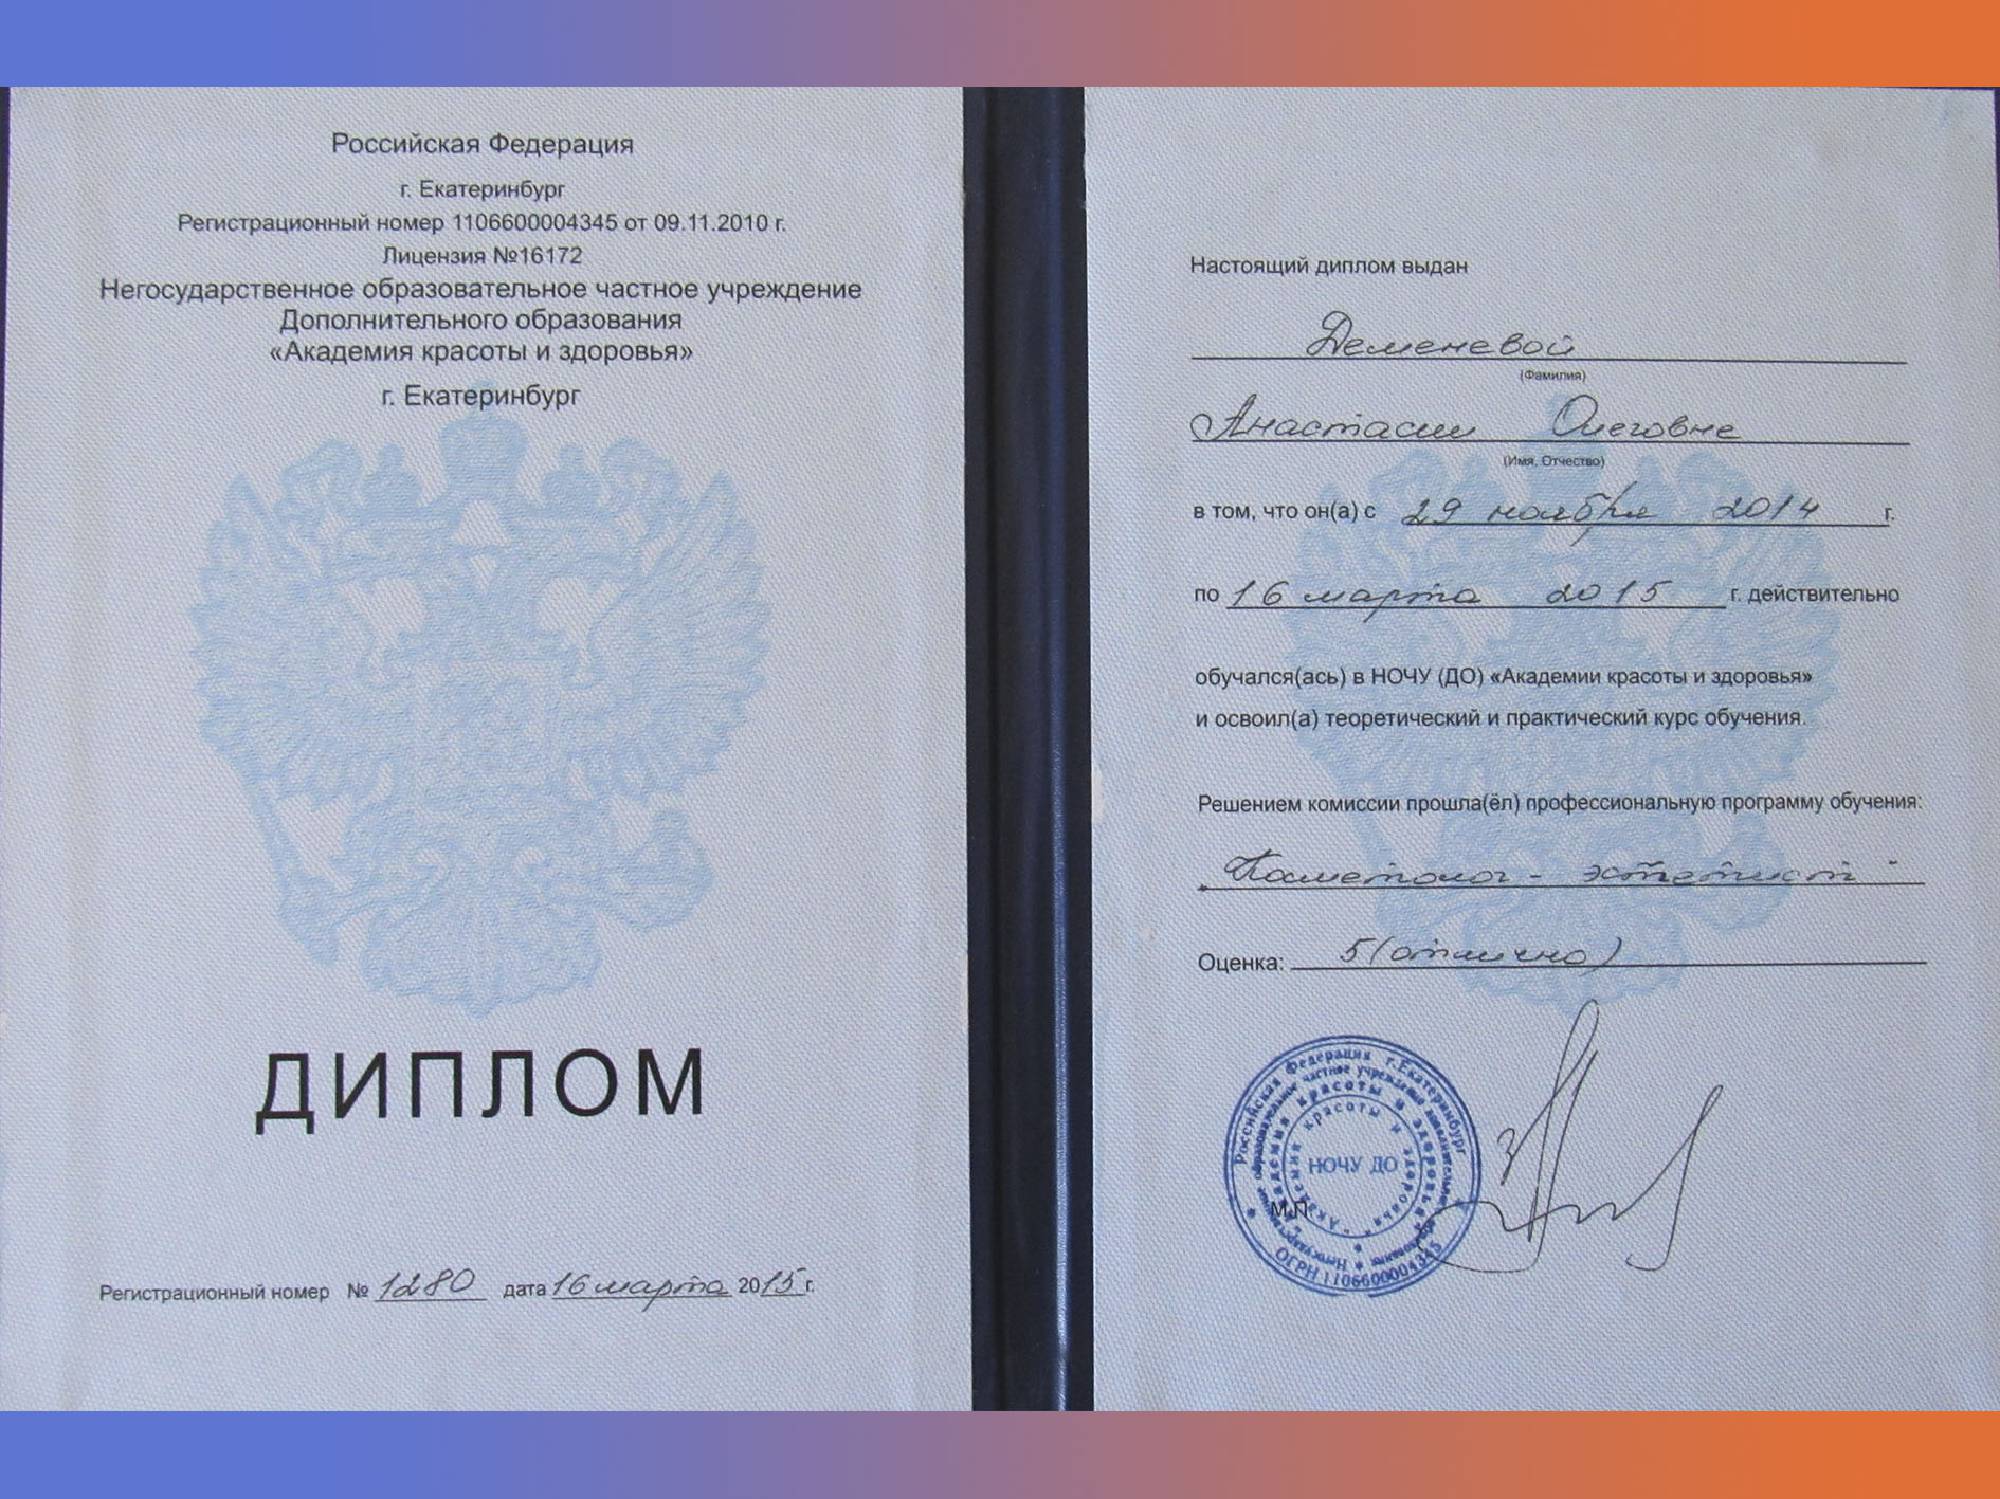 Российская Федерация
г. Екатеринбург
Регистрационный номер 1106600004345 от 09.11.2010 г.
Лицензия №16172
Негосударственное образовательное частное учреждение
Дополнительного образования
«Академия красоты и здоровья»
г. Екатеринбург
ДИПЛОМ
Регистрационный номер № 1280 дата 16 марта 2015 г.
Настоящий диплом выдан
Деменевой
(Фамилия)
Анастасии Олеговне
(Имя, Отчество)
в том, что он(а) с 29 ноября 2014 г.
по 16 марта 2015 г. действительно
обучался(ась) в НОЧУ (ДО) «Академии красоты и здоровья»
и освоил(а) теоретический и практический курс обучения.
Решением комиссии прошла(ёл) профессиональную программу обучения:
"Косметолог - эстетист"
Оценка: 5 (отлично)
Российская Федерация г.Екатеринбург
Негосударственное образовательное частное учреждение дополнительного образования
Академия красоты и здоровья
"Академия красоты и здоровья"
НОЧУ ДО
М.П.
ОГРН 1106600004345